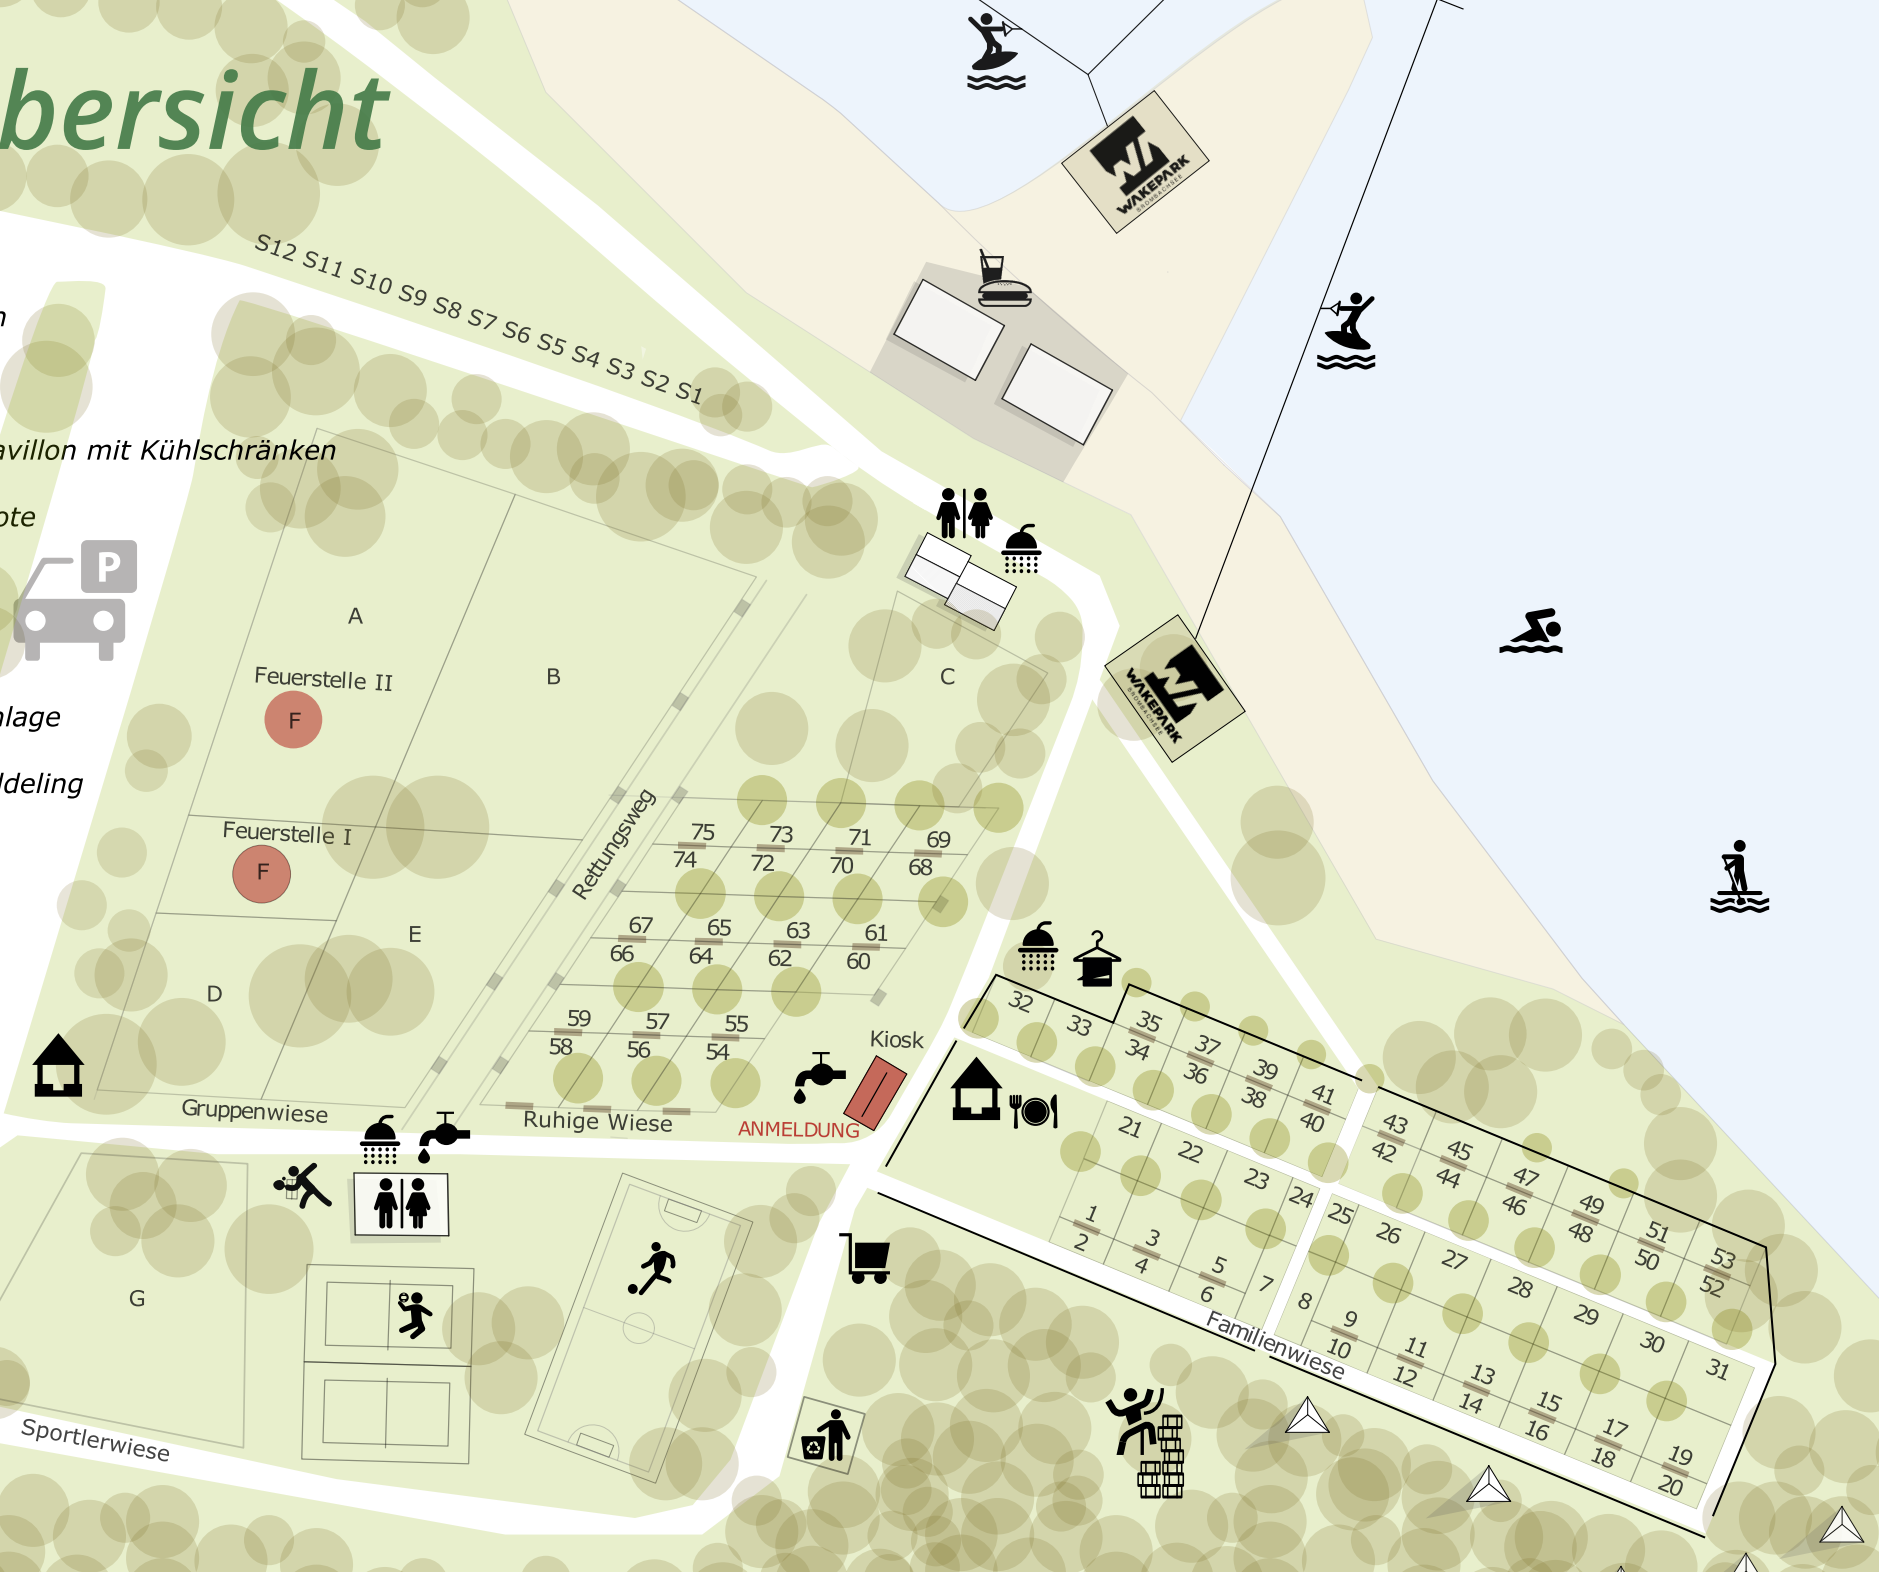 bersicht
WAKEPARK
BROMBACHSEE
S12 S11 S10 S9 S8 S7 S6 S5 S4 S3 S2 S1
n
avillon mit Kühlschränken
ote
P
A
B
C
Feuerstelle II
F
WAKEPARK
BROMBACHSEE
nlage
ddeling
Feuerstelle I
F
Rettungsweg
75 73 71 69
74 72 70 68
E
67 65 63 61
66 64 62 60
D
59 57 55
58 56 54
Kiosk
32 33 35 37 39 41
34 36 38 40
Gruppenwiese
Ruhige Wiese
ANMELDUNG
43 45 47 49 51 53
42 44 46 48 50 52
21 22 23 24 25 26 27 28 29 30 31
1 3 5 7 8 9 11 13 15 17 19
2 4 6 10 12 14 16 18 20
G
Familienwiese
Sportlerwiese